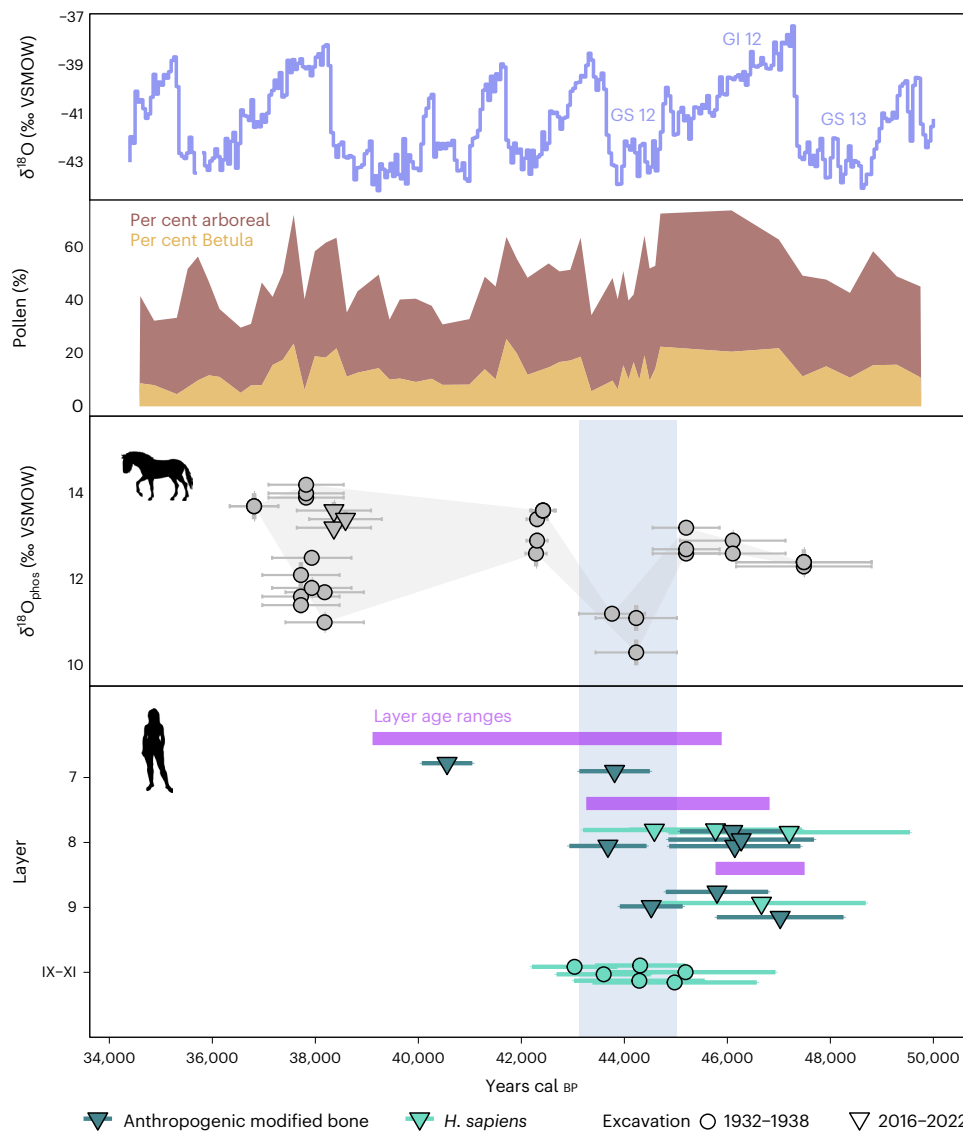 −37
−39
−41
−43
δ18O (‰ VSMOW)
GI 12
GS 12
GS 13
Per cent arboreal
Per cent Betula
60
40
20
0
Pollen (%)
14
12
10
δ18Ophos (‰ VSMOW)
Layer age ranges
7
8
9
IX–XI
Layer
34,000 36,000 38,000 40,000 42,000 44,000 46,000 48,000 50,000
Years cal BP
Anthropogenic modified bone H. sapiens Excavation 1932–1938 2016–2022